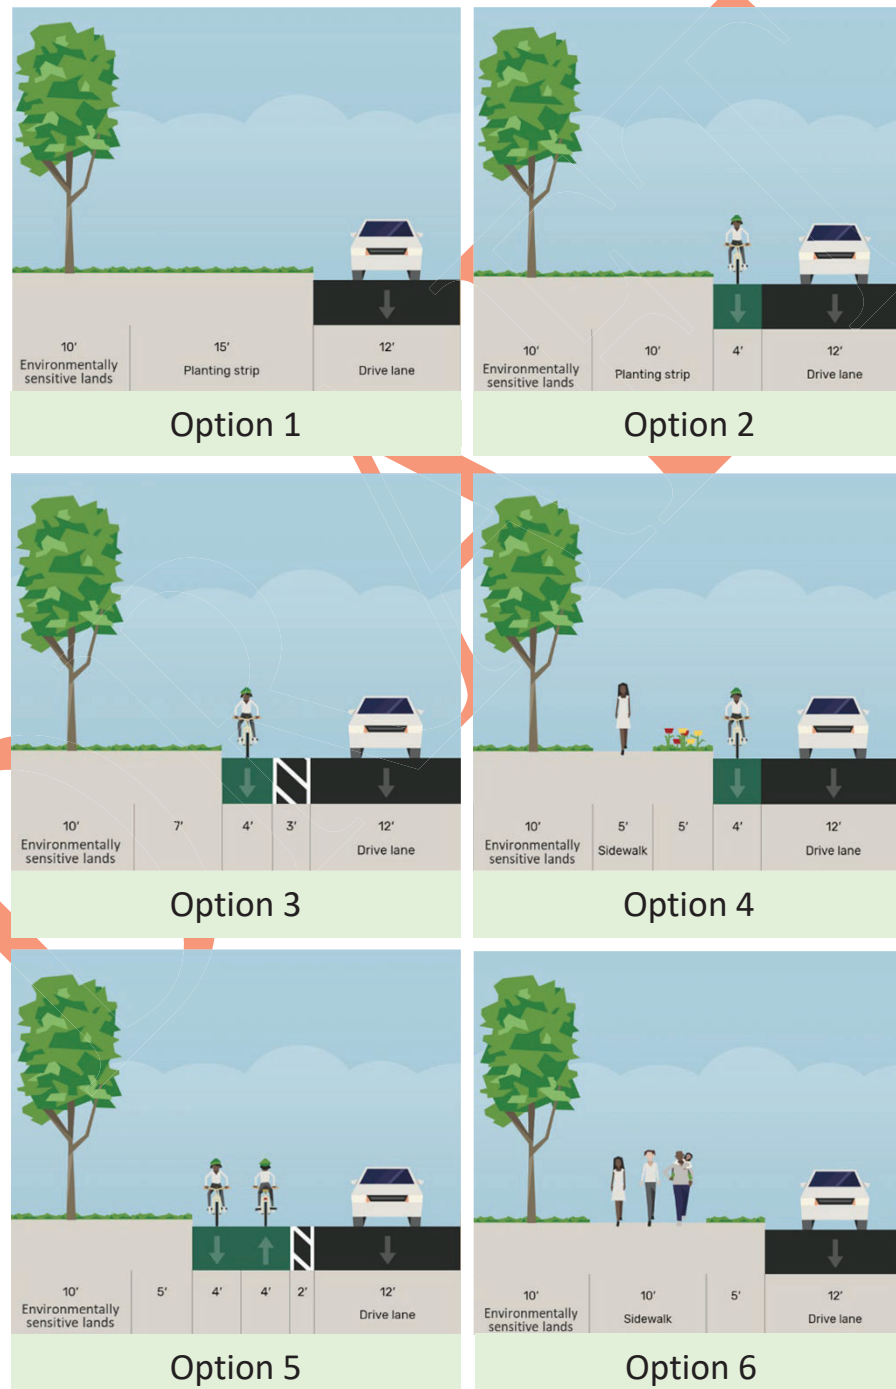 10' 15' 12'
Environmentally
sensitive lands Planting strip Drive lane
Option 1
10' 10' 4' 12'
Environmentally
sensitive lands Planting strip Drive lane
Option 2
10' 7' 4' 3' 12'
Environmentally
sensitive lands Drive lane
Option 3
10' 5' 5' 4' 12'
Environmentally
sensitive lands Sidewalk Drive lane
Option 4
10' 5' 4' 4' 2' 12'
Environmentally
sensitive lands Drive lane
Option 5
10' 10' 5' 12'
Environmentally
sensitive lands Sidewalk Drive lane
Option 6